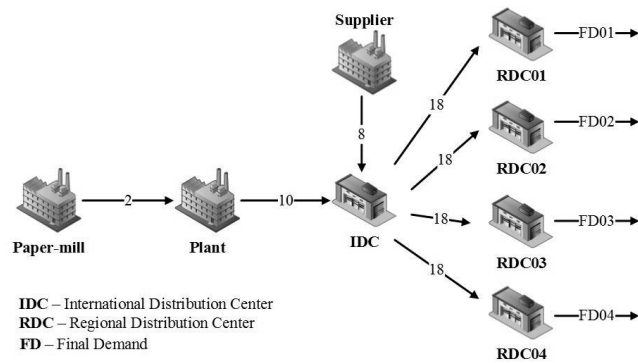 Supplier
FD01
RDC01
18
8
18
FD02
RDC02
Paper-mill
2
Plant
10
IDC
18
FD03
RDC03
18
FD04
RDC04
IDC – International Distribution Center
RDC – Regional Distribution Center
FD – Final Demand